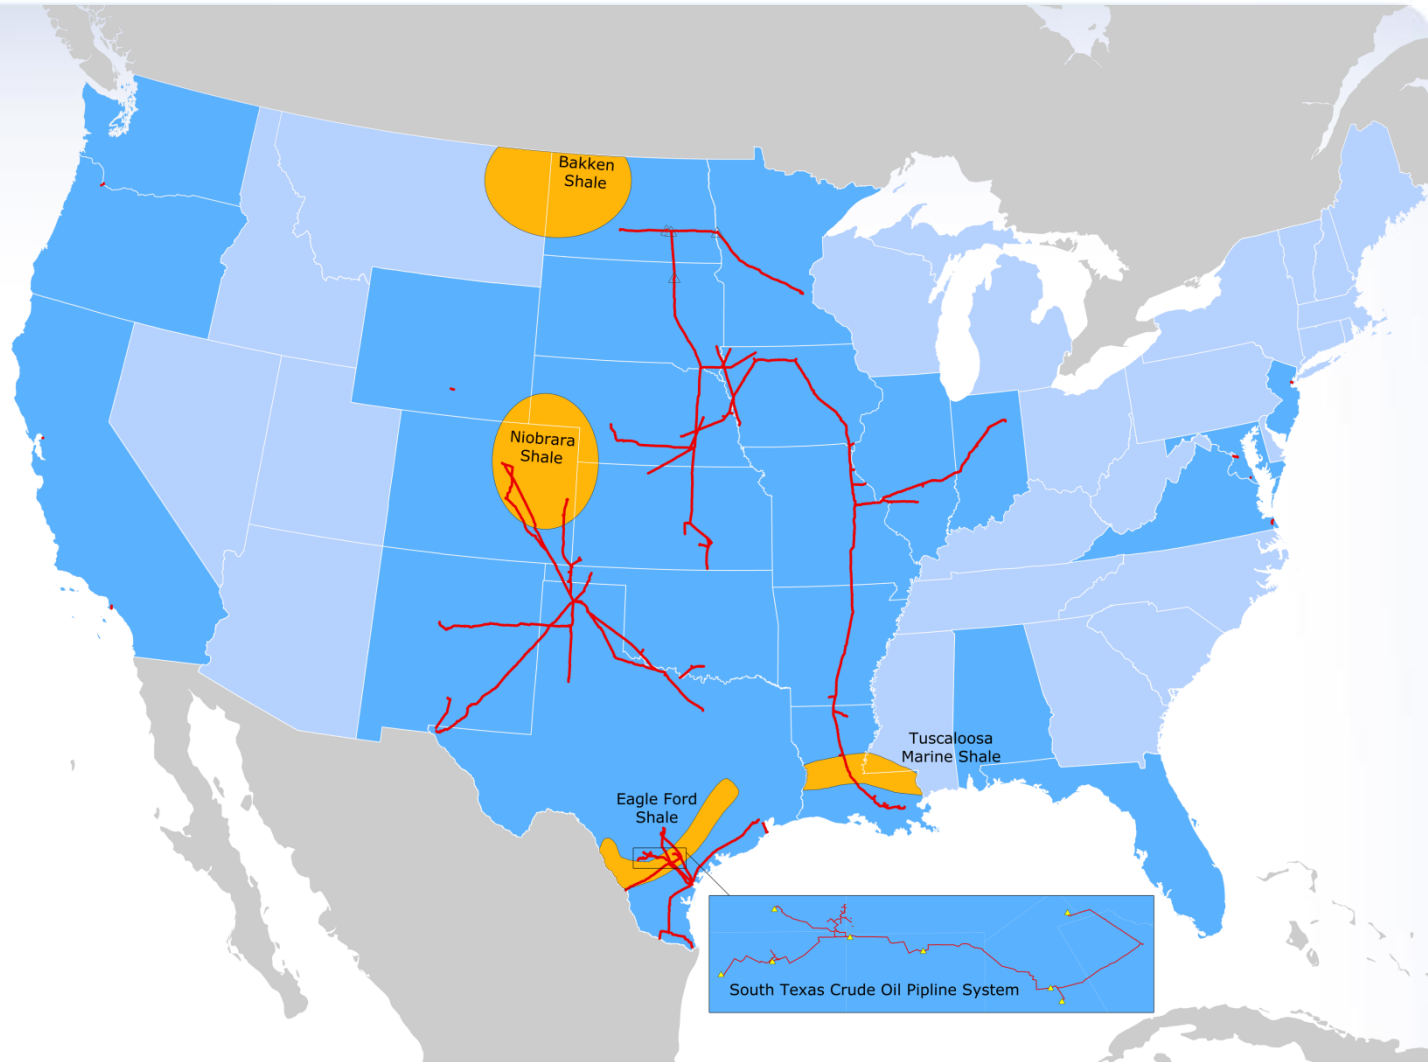 Bakken
Shale
Niobrara
Shale
Tuscaloosa
Marine Shale
Eagle Ford
Shale
South Texas Crude Oil Pipline System